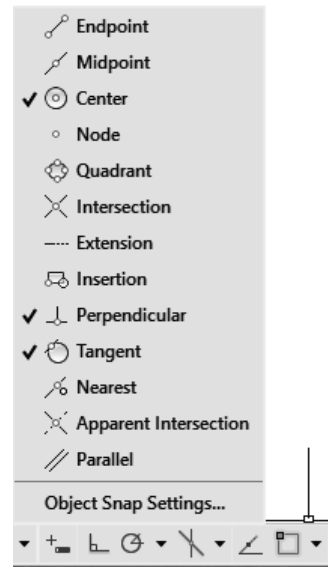 Endpoint
Midpoint
Center
Node
Quadrant
Intersection
Extension
Insertion
Perpendicular
Tangent
Nearest
Apparent Intersection
Parallel
Object Snap Settings...